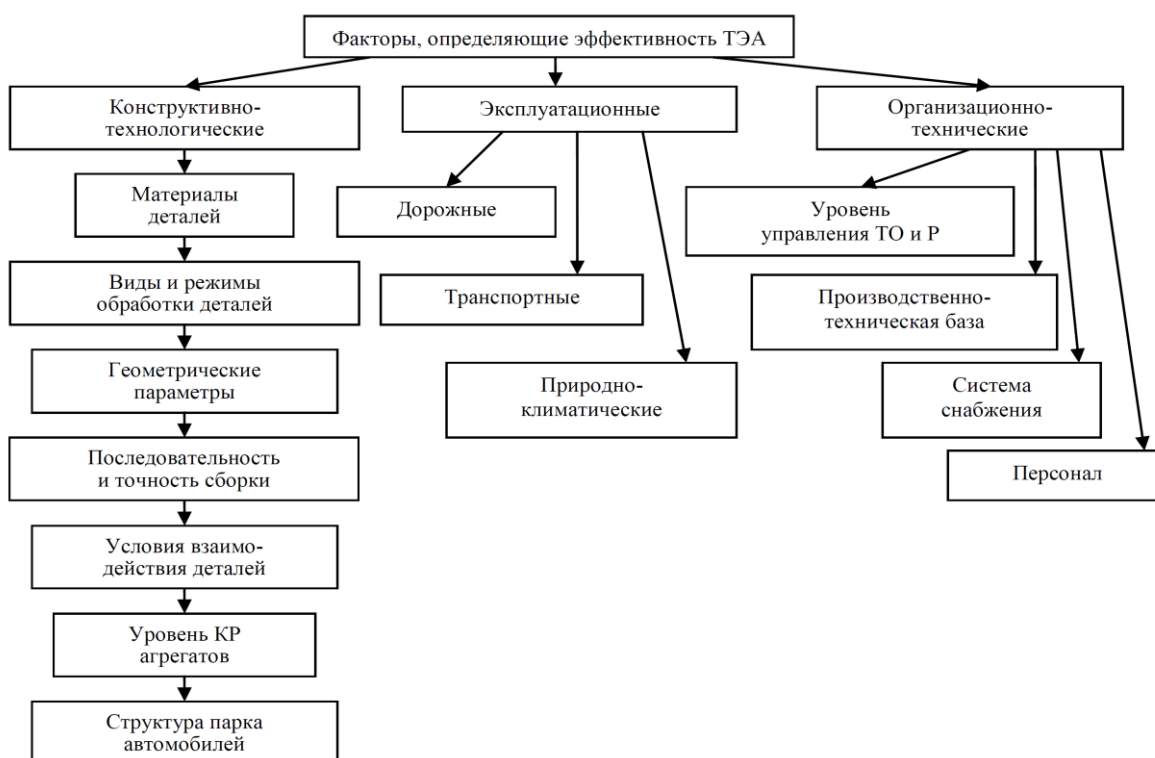 Факторы, определяющие эффективность ТЭА
Конструктивно-
технологические
Материалы
деталей
Виды и режимы
обработки деталей
Геометрические
параметры
Последовательность
и точность сборки
Условия взаимо-
действия деталей
Уровень КР
агрегатов
Структура парка
автомобилей
Эксплуатационные
Дорожные
Транспортные
Природно-
климатические
Организационно-
технические
Уровень
управления ТО и Р
Производственно-
техническая база
Система
снабжения
Персонал